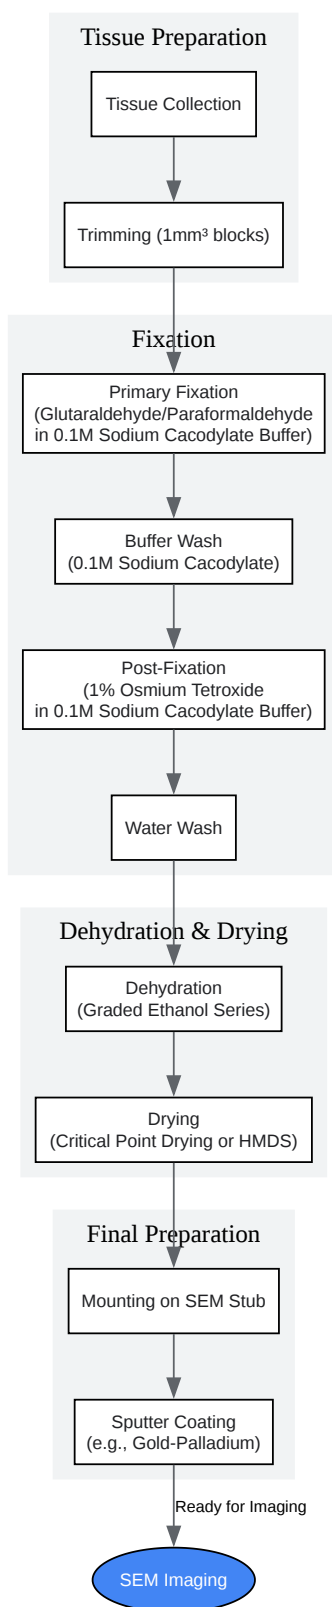 Tissue Preparation
Tissue Collection
Trimming (1mm³ blocks)
Fixation
Primary Fixation
(Glutaraldehyde/Paraformaldehyde
in 0.1M Sodium Cacodylate Buffer)
Buffer Wash
(0.1M Sodium Cacodylate)
Post-Fixation
(1% Osmium Tetroxide
in 0.1M Sodium Cacodylate Buffer)
Water Wash
Dehydration & Drying
Dehydration
(Graded Ethanol Series)
Drying
(Critical Point Drying or HMDS)
Final Preparation
Mounting on SEM Stub
Sputter Coating
(e.g., Gold-Palladium)
Ready for Imaging
SEM Imaging